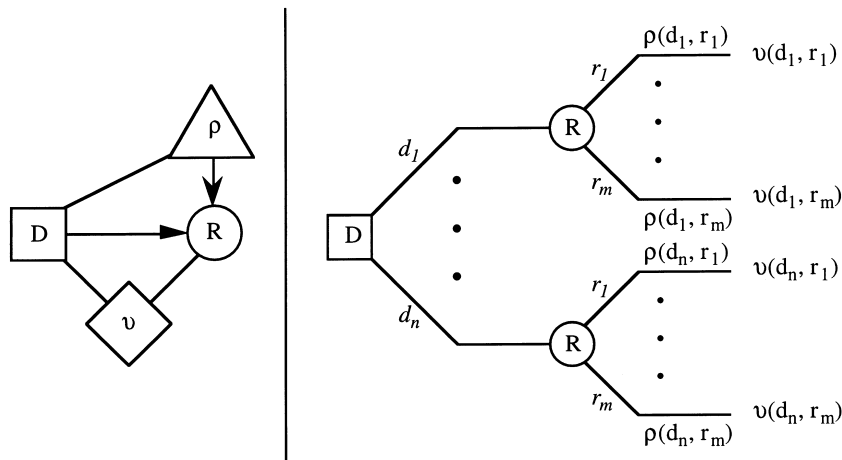 ρ
D
R
υ
D
d1
dn
R
r1
rm
ρ(d1, r1)
υ(d1, r1)
ρ(d1, rm)
υ(d1, rm)
R
r1
rm
ρ(dn, r1)
υ(dn, r1)
ρ(dn, rm)
υ(dn, rm)